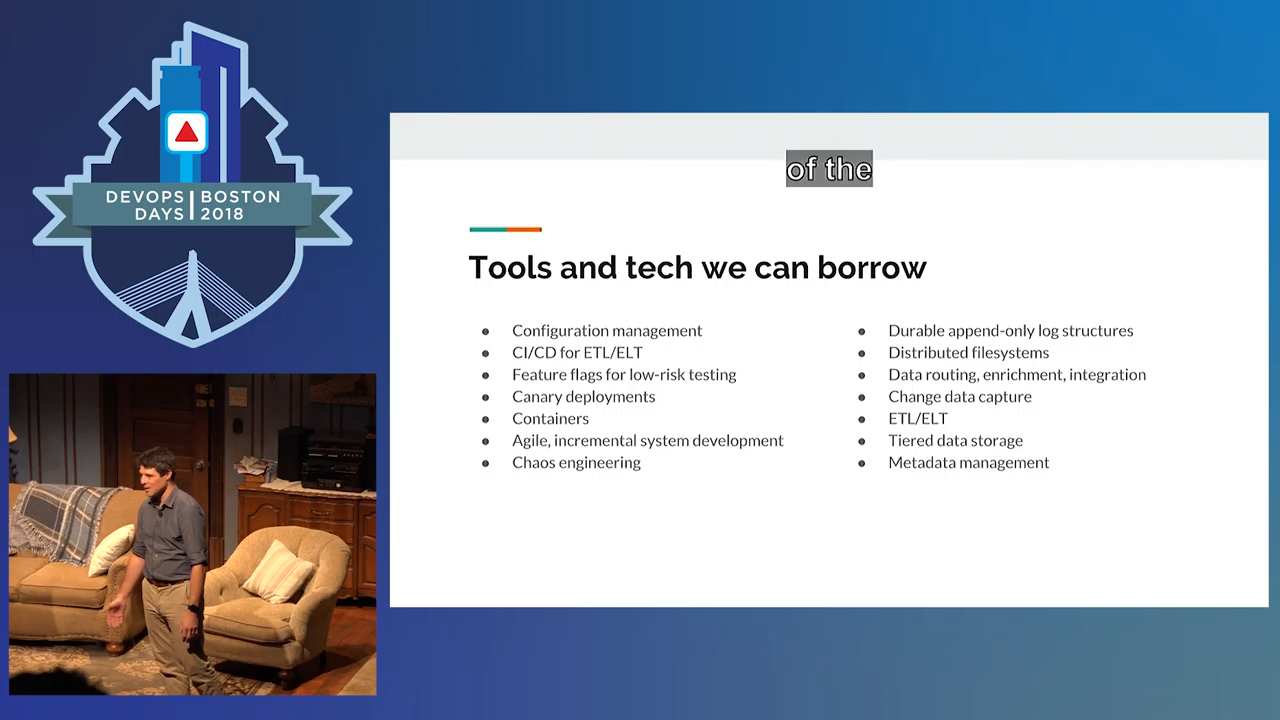 DEVOPS BOSTON
DAYS 2018
of the
Tools and tech we can borrow
Configuration management
CI/CD for ETL/ELT
Feature flags for low-risk testing
Canary deployments
Containers
Agile, incremental system development
Chaos engineering
Durable append-only log structures
Distributed filesystems
Data routing, enrichment, integration
Change data capture
ETL/ELT
Tiered data storage
Metadata management